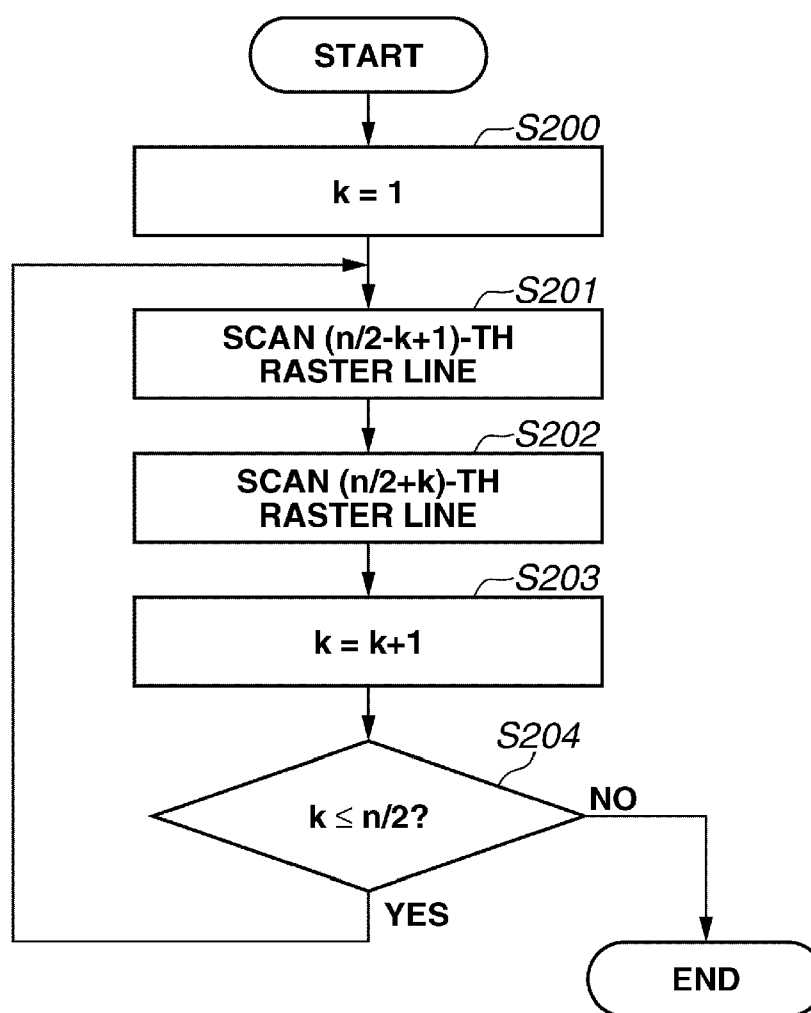 START
S200
k = 1
S201
SCAN (n/2-k+1)-TH
RASTER LINE
S202
SCAN (n/2+k)-TH
RASTER LINE
S203
k = k+1
S204
k ≤ n/2?
NO
YES
END